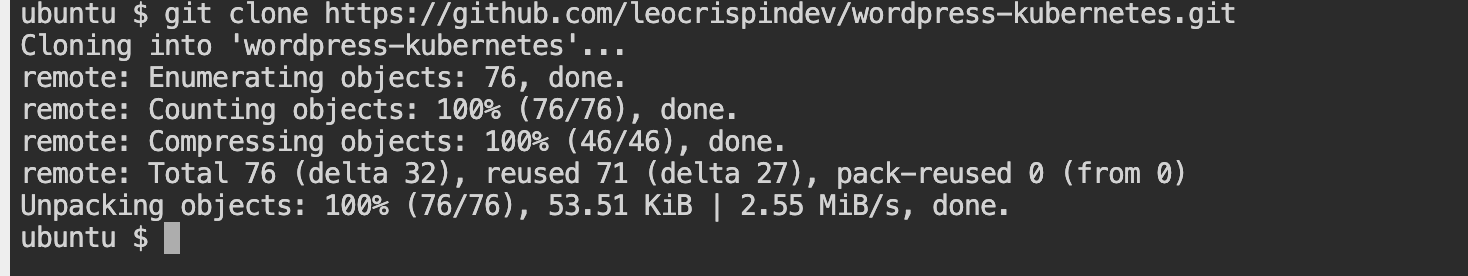 ubuntu $ git clone https://github.com/leocrispindev/wordpress-kubernetes.git
Cloning into 'wordpress-kubernetes'...
remote: Enumerating objects: 76, done.
remote: Counting objects: 100% (76/76), done.
remote: Compressing objects: 100% (46/46), done.
remote: Total 76 (delta 32), reused 71 (delta 27), pack-reused 0 (from 0)
Unpacking objects: 100% (76/76), 53.51 KiB | 2.55 MiB/s, done.
ubuntu $